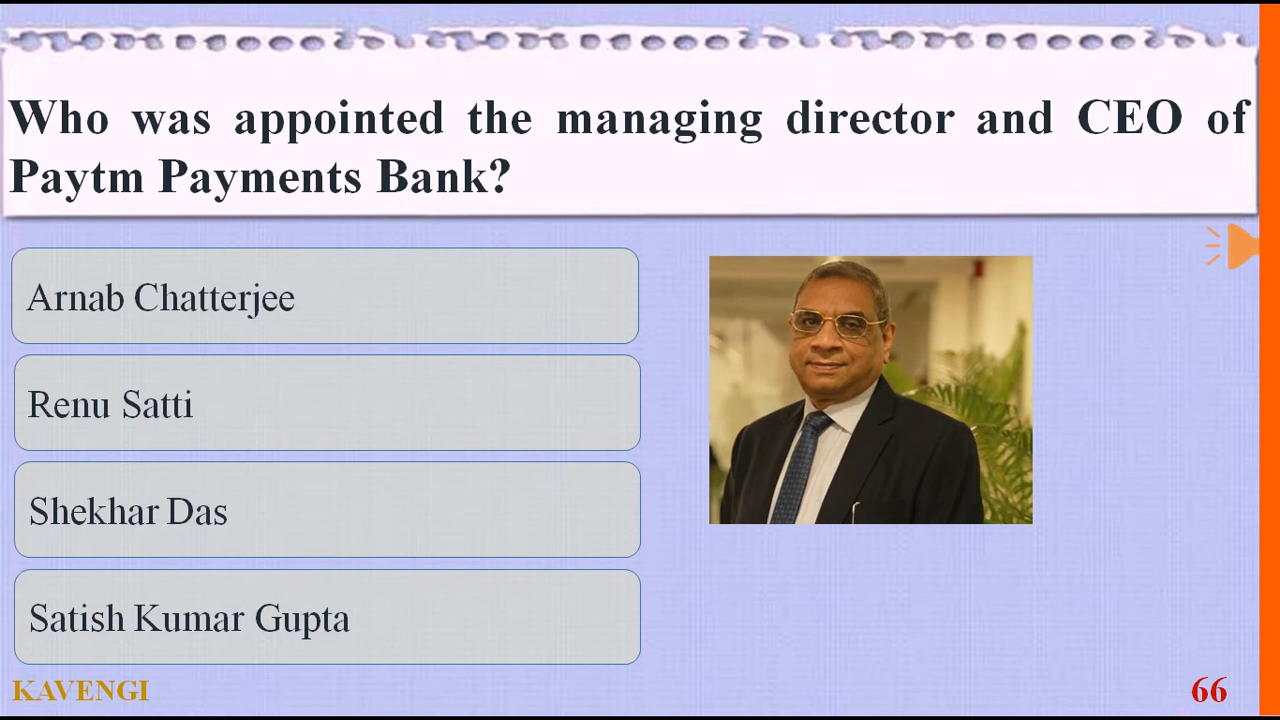 Who was appointed the managing director and CEO of
Paytm Payments Bank?
Arnab Chatterjee
Renu Satti
Shekhar Das
Satish Kumar Gupta
KAVENGI
66